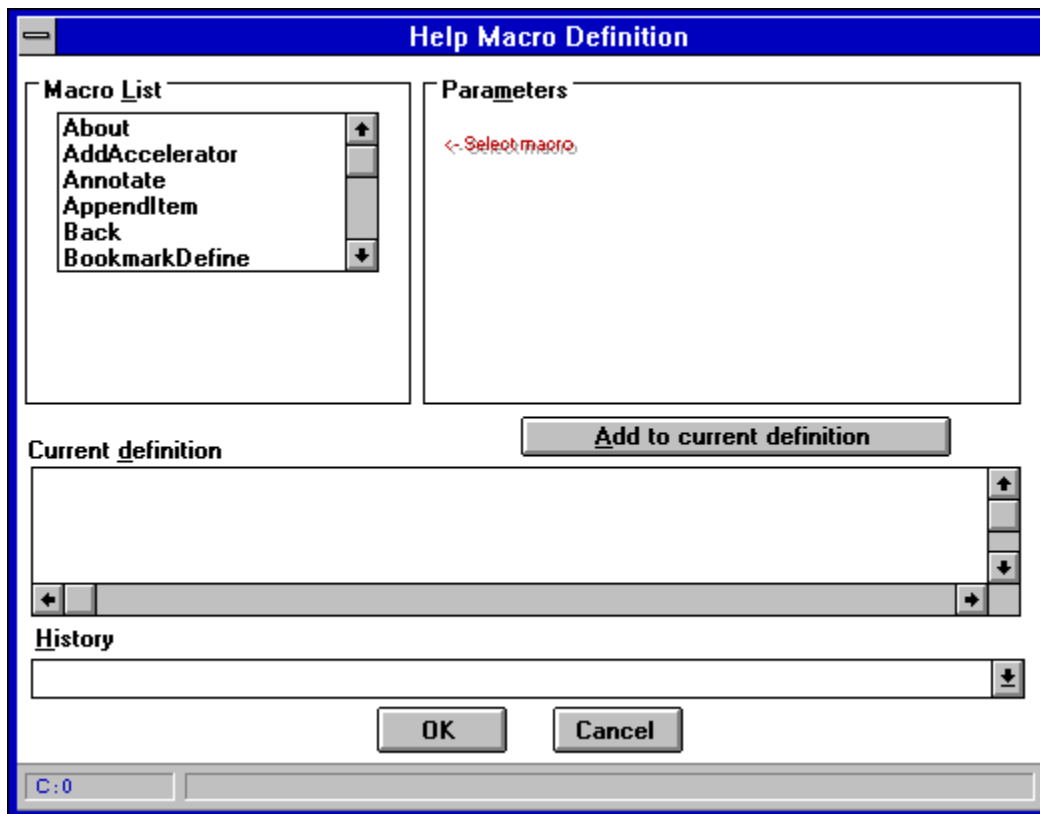 Help Macro Definition
Macro List
About
AddAccelerator
Annotate
AppendItem
Back
BookmarkDefine
Parameters
<- Select macro
Add to current definition
Current definition
History
OK
Cancel
C:0